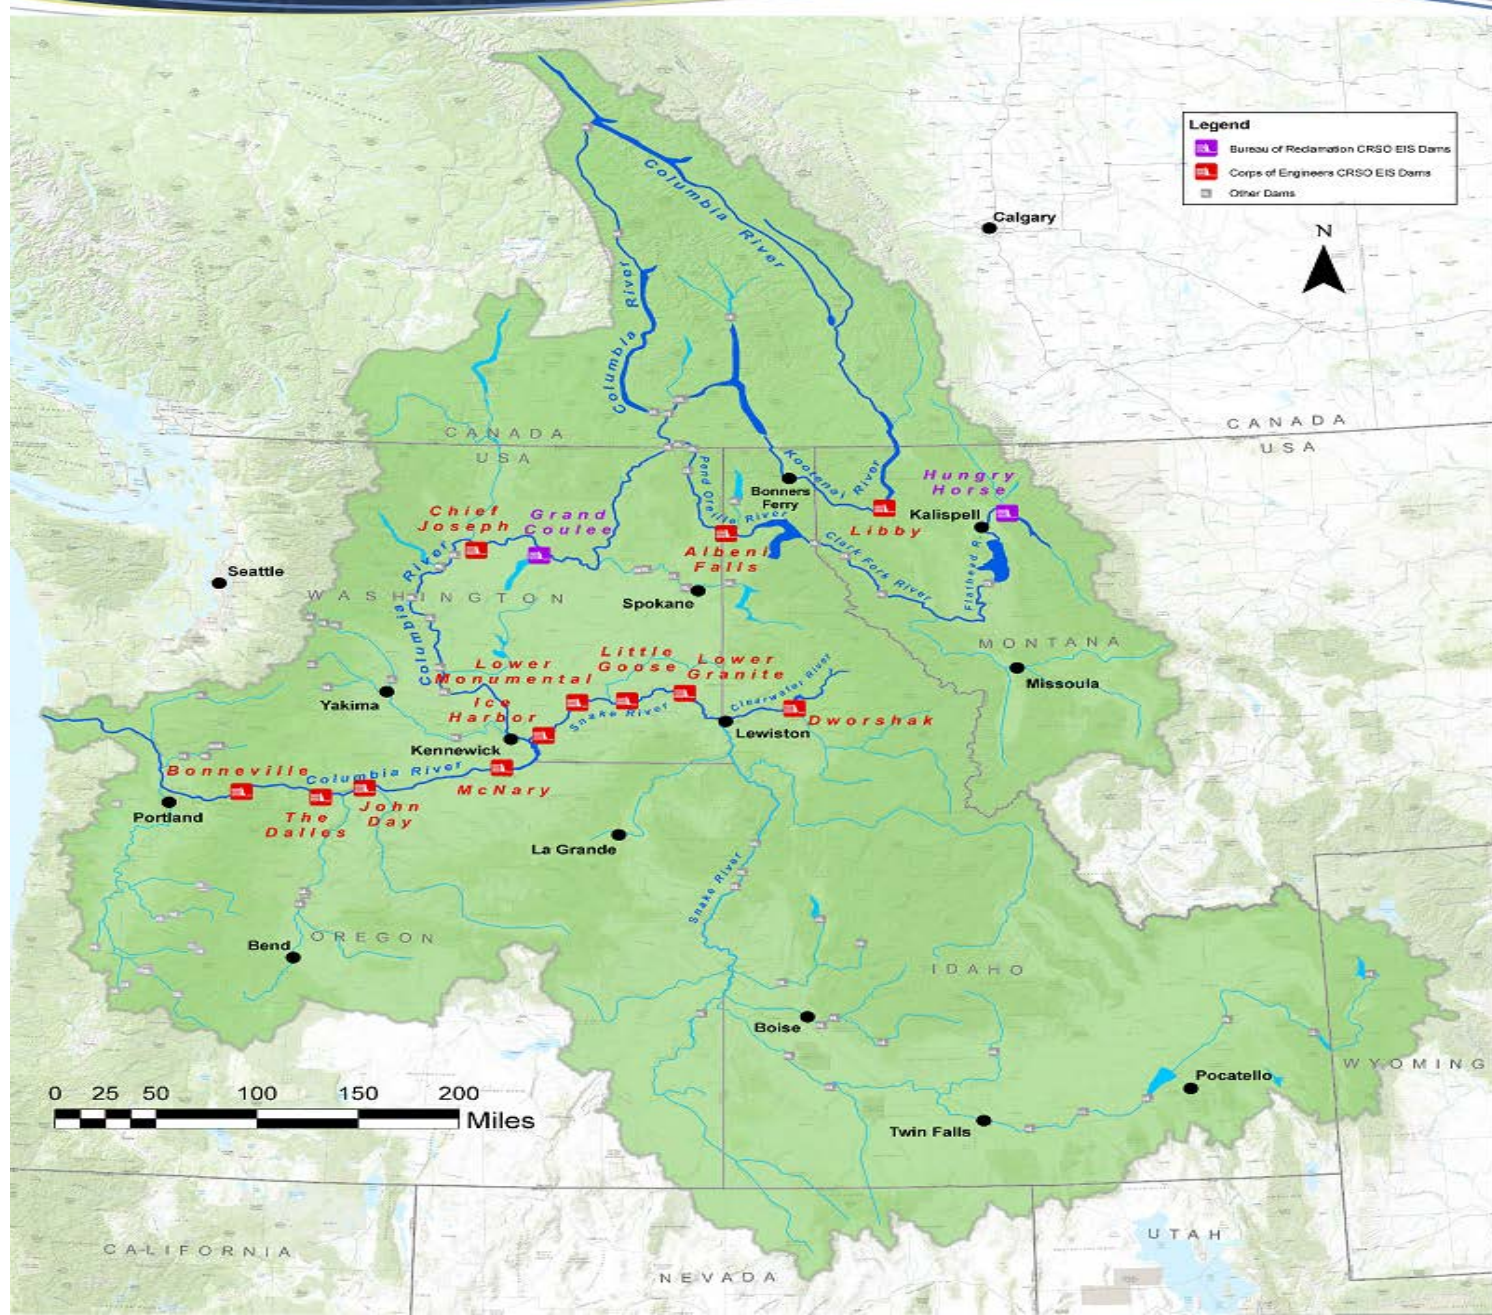 Legend
Bureau of Reclamation CRSO EIS Dams
Corps of Engineers CRSO EIS Dams
Other Dams
N
Calgary
Columbia River
Columbia River
Columbia
CANADA
USA
CANADA
USA
Kootenai River
Pend Oreille River
Bonners
Ferry
Libby
Hungry
Horse
Kalispell
Flathead R
Clark Fork River
Albeni
Falls
Chief
Joseph
Grand
Coulee
Columbia River
Seattle
WASHINGTON
Spokane
MONTANA
Missoula
Lower
Monumental
Little
Goose
Lower
Granite
Ice
Harbor
Snake River
Clearwater River
Dworshak
Lewiston
Yakima
Kennewick
Bonneville
Columbia River
McNary
Portland
The
Dalles
John
Day
La Grande
Snake River
Bend
OREGON
IDAHO
Boise
WYOMING
Pocatello
Twin Falls
0 25 50 100 150 200
Miles
CALIFORNIA
NEVADA
UTAH